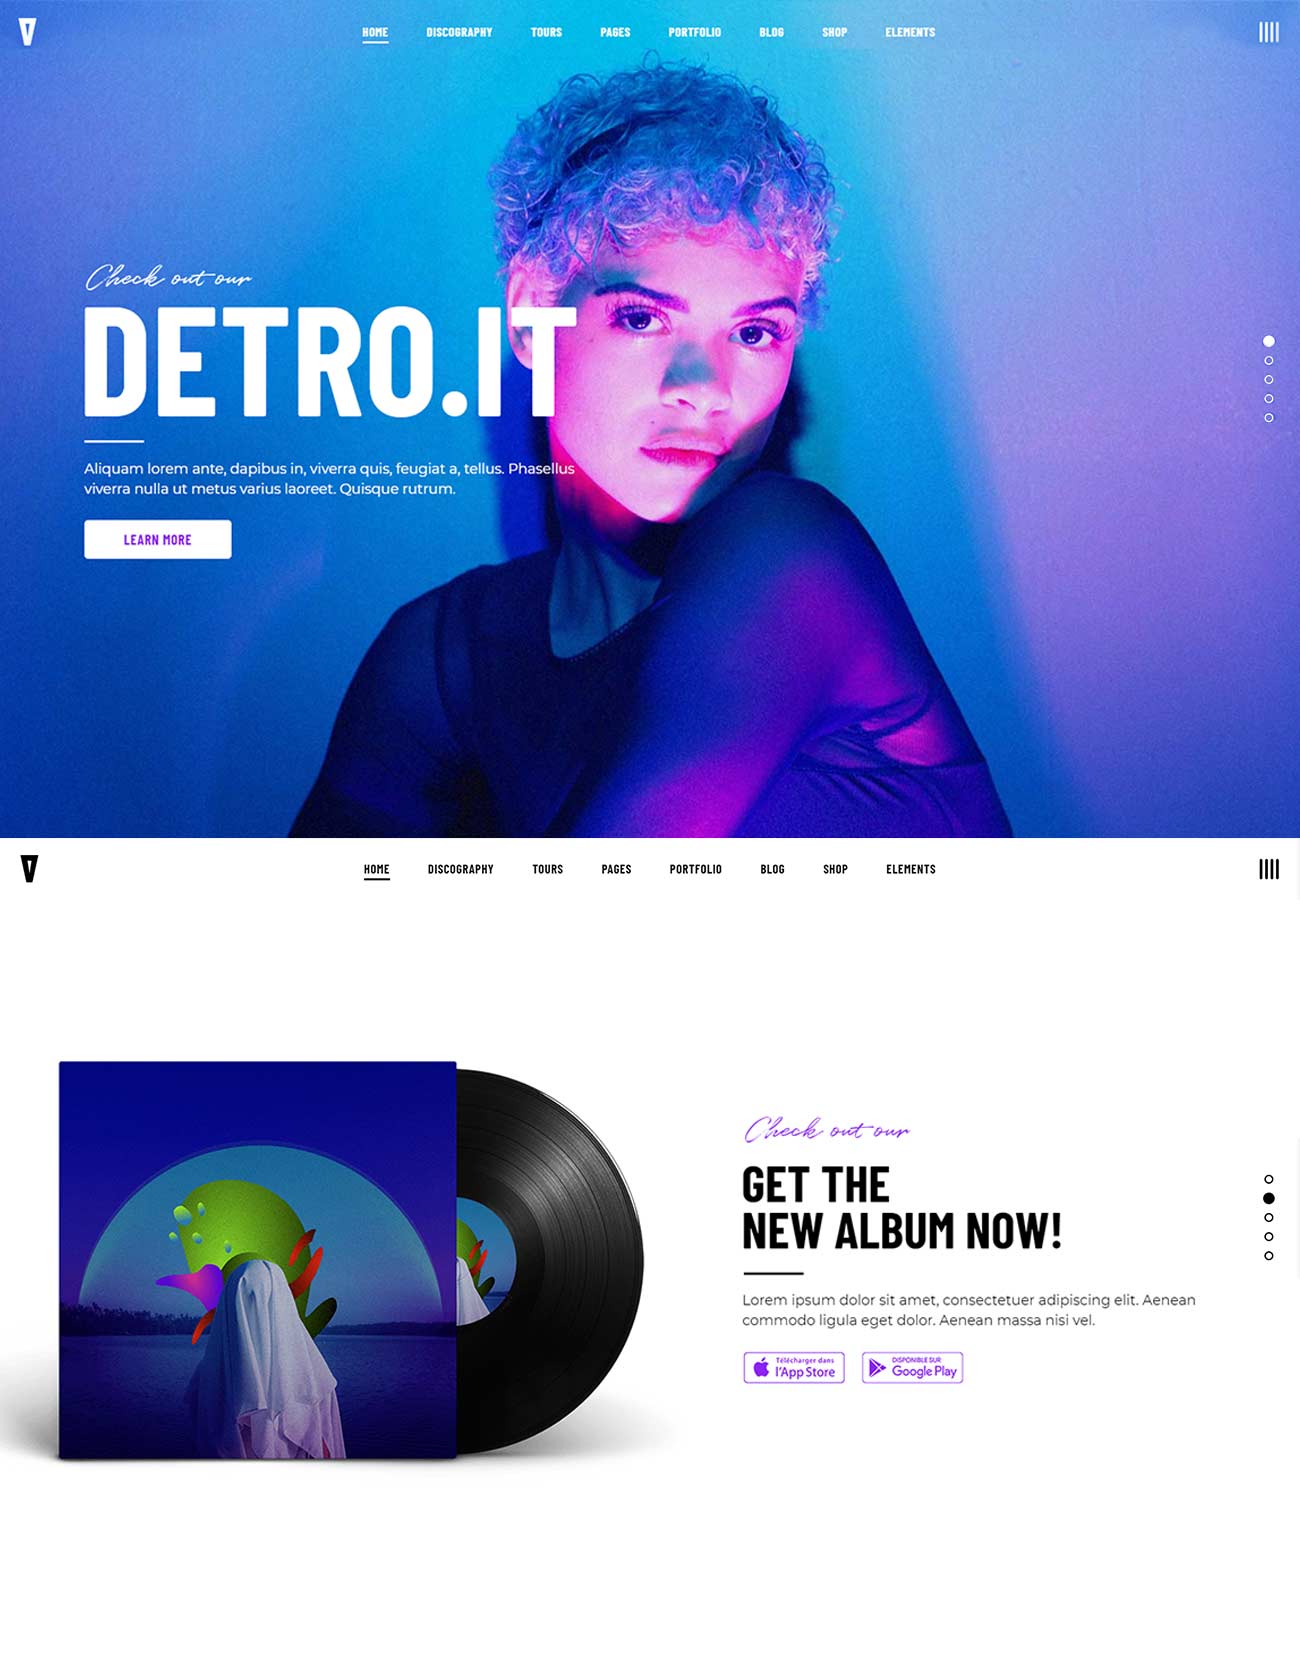 HOME DISCOGRAPHY TOURS PAGES PORTFOLIO BLOG SHOP ELEMENTS
Check out our
DETRO.IT
Aliquam lorem ante, dapibus in, viverra quis, feugiat a, tellus. Phasellus
viverra nulla ut metus varius laoreet. Quisque rutrum.
LEARN MORE
HOME DISCOGRAPHY TOURS PAGES PORTFOLIO BLOG SHOP ELEMENTS
Check out our
GET THE
NEW ALBUM NOW!
Lorem ipsum dolor sit amet, consectetuer adipiscing elit. Aenean
commodo ligula eget dolor. Aenean massa nisi vel.
Télécharger dans
l'App Store
DISPONIBLE SUR
Google Play